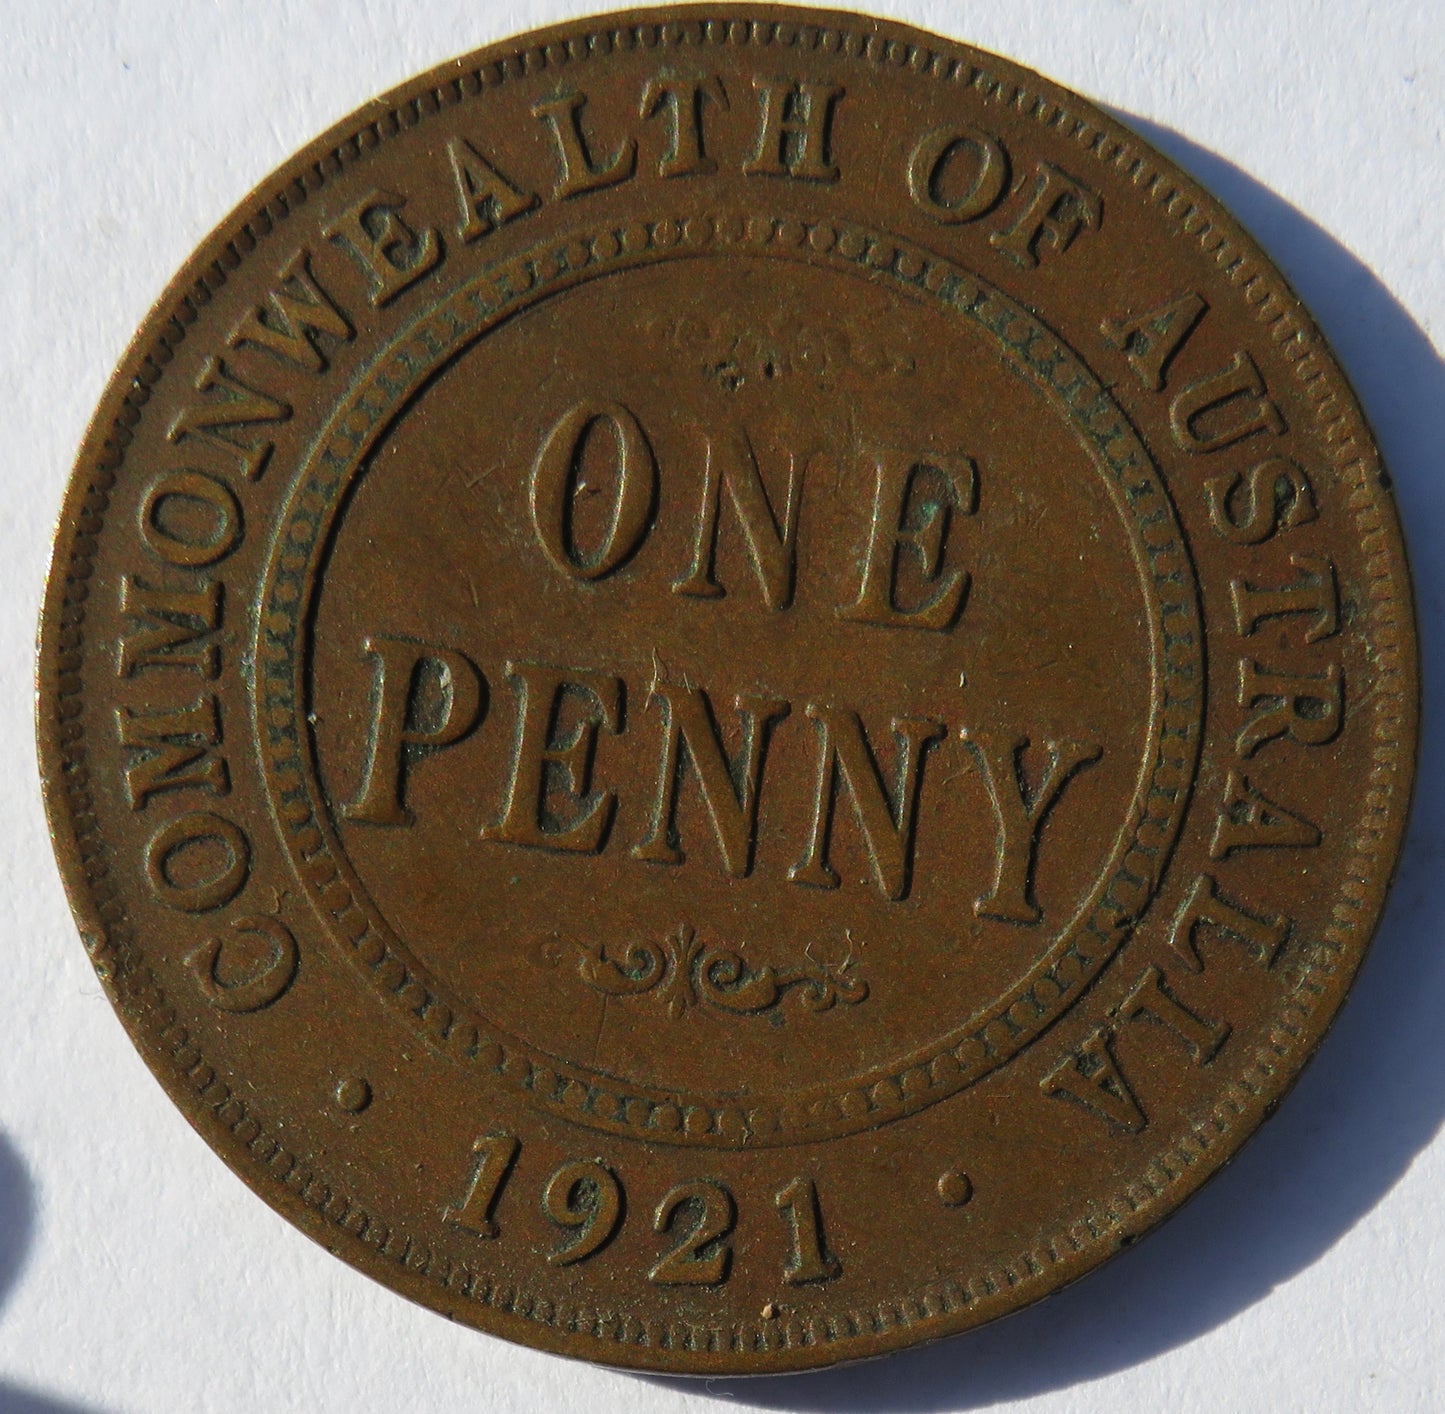 COMMONWEALTH OF AUSTRALIA
ONE
PENNY
· 1921 ·